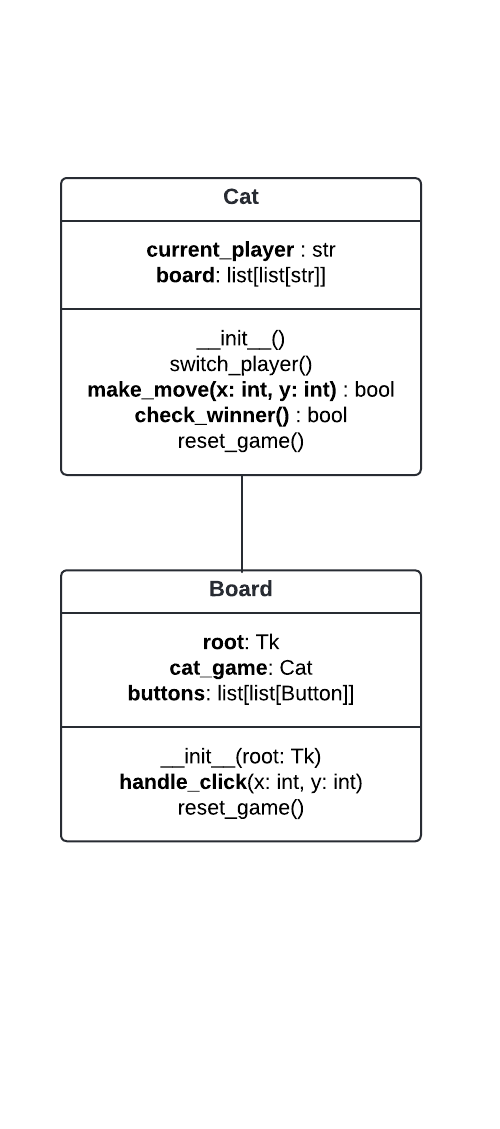 Cat
current_player : str
board: list[list[str]]
__init__()
switch_player()
make_move(x: int, y: int) : bool
check_winner() : bool
reset_game()
Board
root: Tk
cat_game: Cat
buttons: list[list[Button]]
__init__(root: Tk)
handle_click(x: int, y: int)
reset_game()